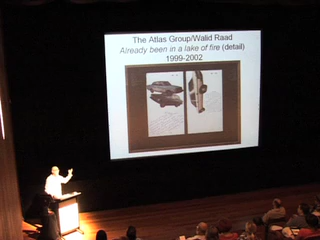 The Atlas Group/Walid Raad
Already been in a lake of fire (detail)
1999-2002